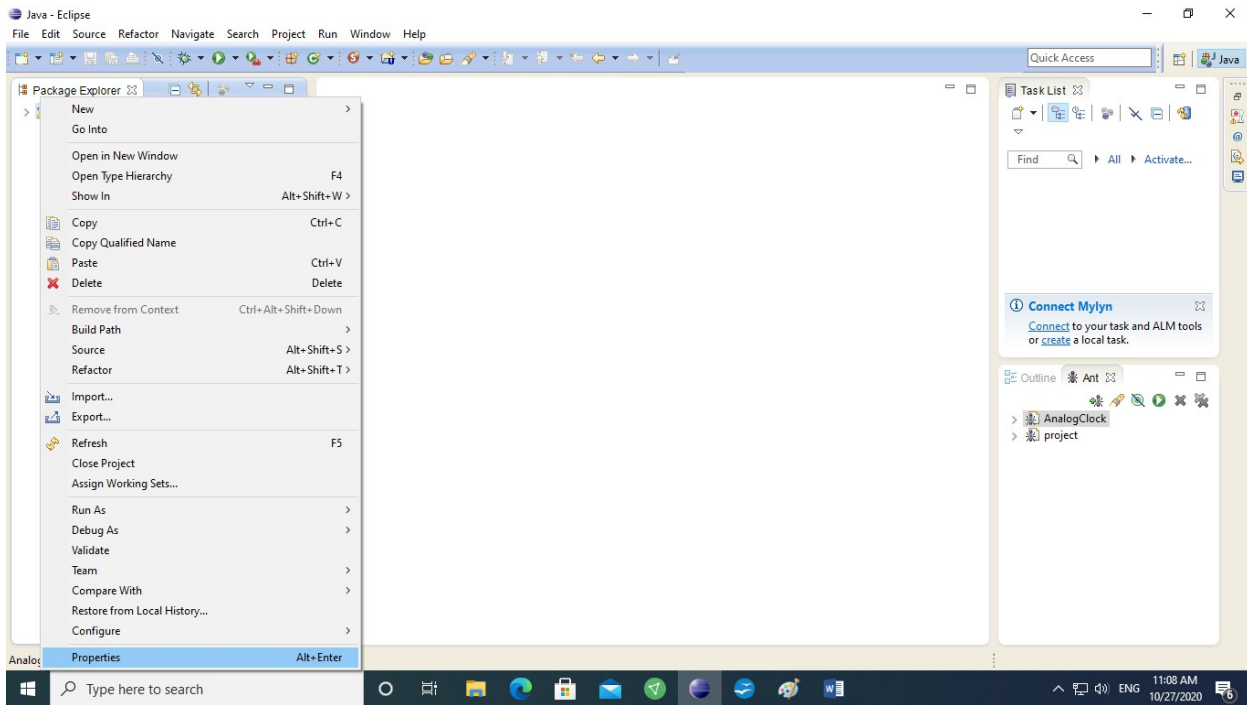 Java - Eclipse
File Edit Source Refactor Navigate Search Project Run Window Help
Quick Access
Java
Package Explorer
Task List
New
Go Into
Open in New Window
Open Type Hierarchy F4
Show In Alt+Shift+W >
Copy Ctrl+C
Copy Qualified Name
Paste Ctrl+V
Delete Delete
Remove from Context Ctrl+Alt+Shift+Down
Build Path >
Source Alt+Shift+S >
Refactor Alt+Shift+T >
Import...
Export...
Refresh F5
Close Project
Assign Working Sets...
Run As >
Debug As >
Validate
Team >
Compare With >
Restore from Local History...
Configure >
Properties Alt+Enter
Find All Activate...
Connect Mylyn
Connect to your task and ALM tools
or create a local task.
Outline Ant
AnalogClock
project
Analog
Type here to search
ENG
11:08 AM
10/27/2020
6